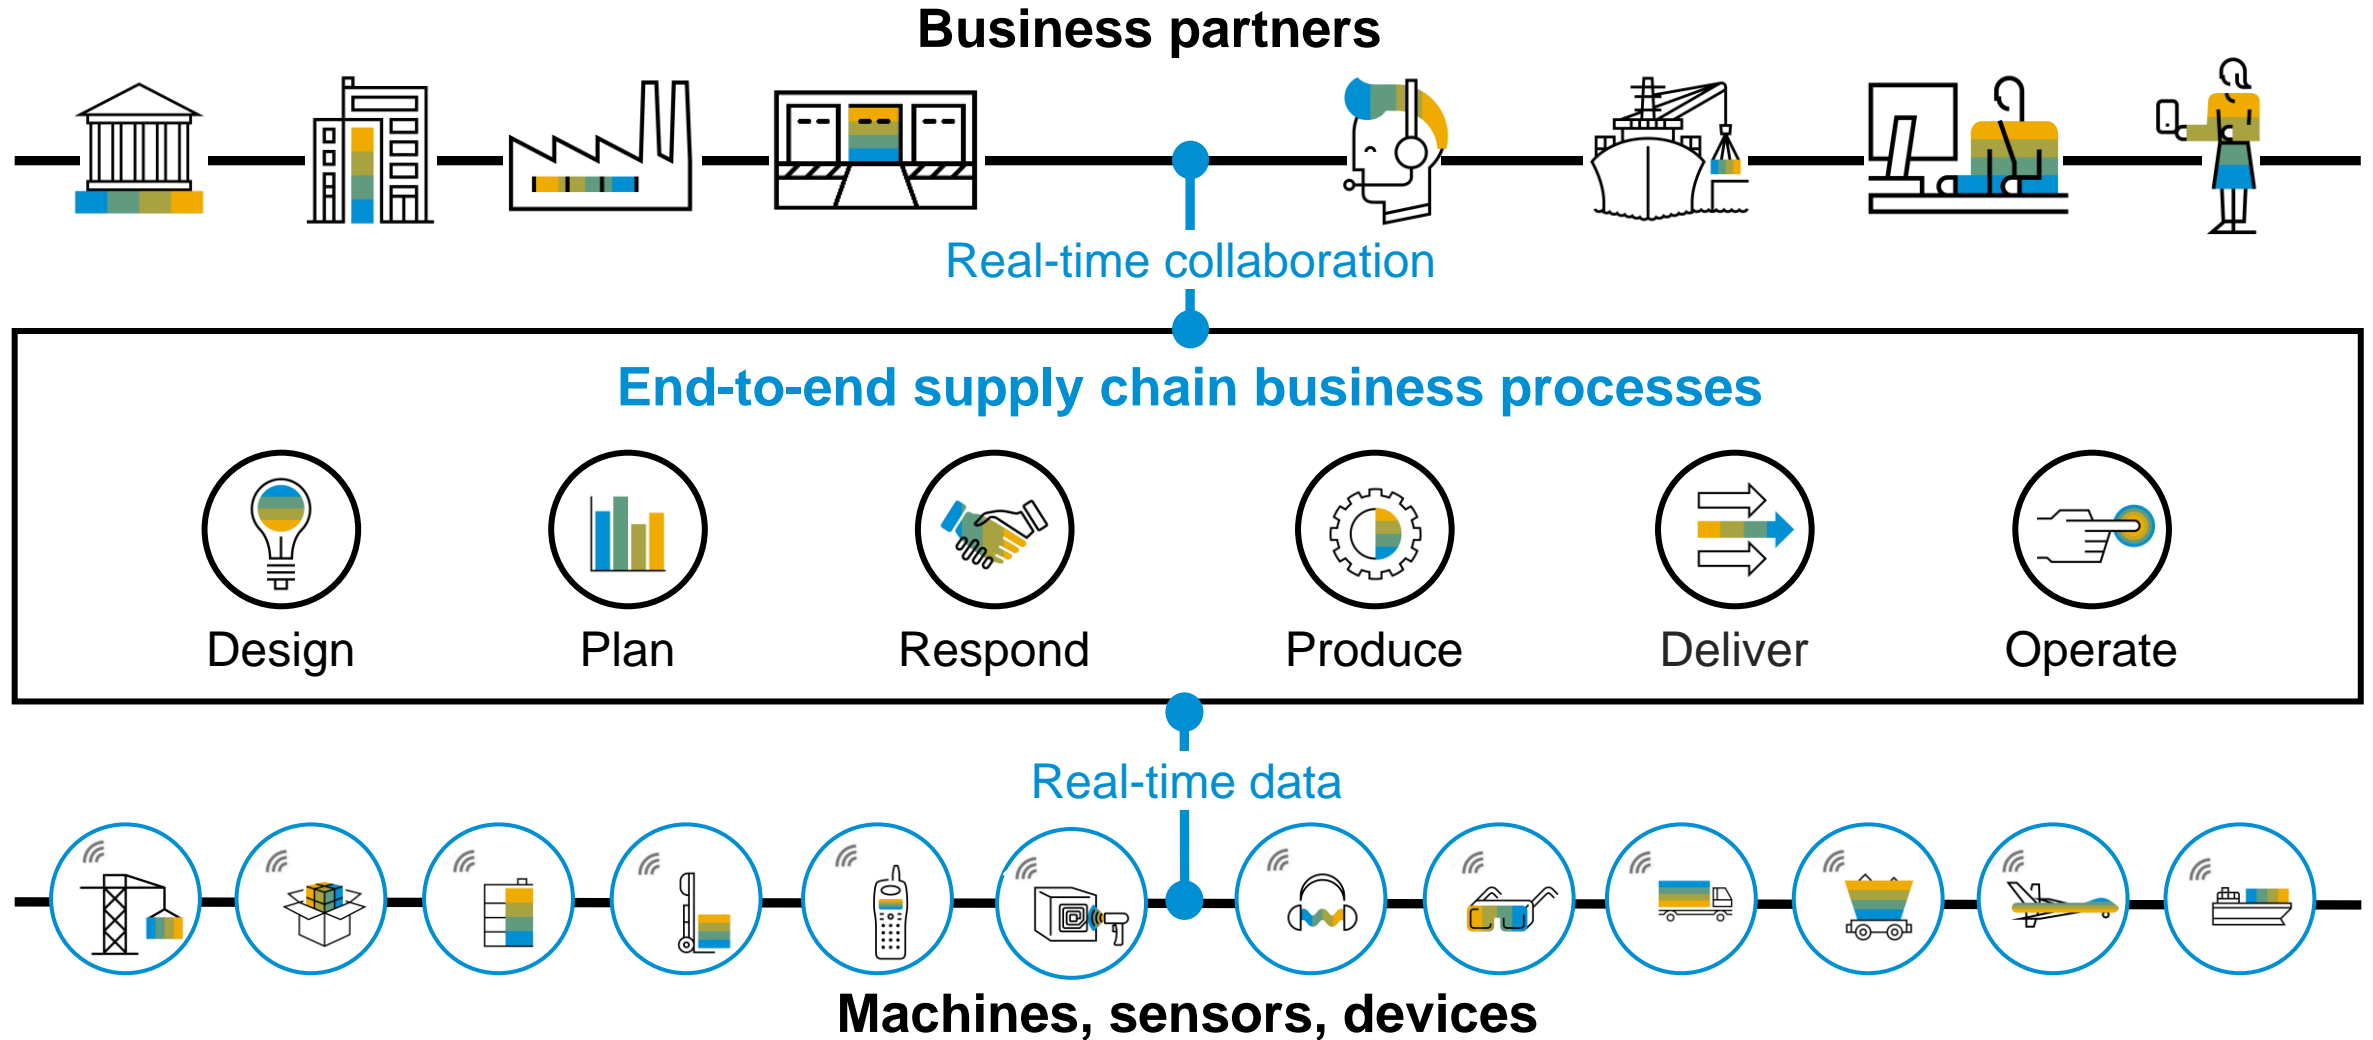 Business partners
Real-time collaboration
End-to-end supply chain business processes
Design
Plan
Respond
Produce
Deliver
Operate
Real-time data
Machines, sensors, devices